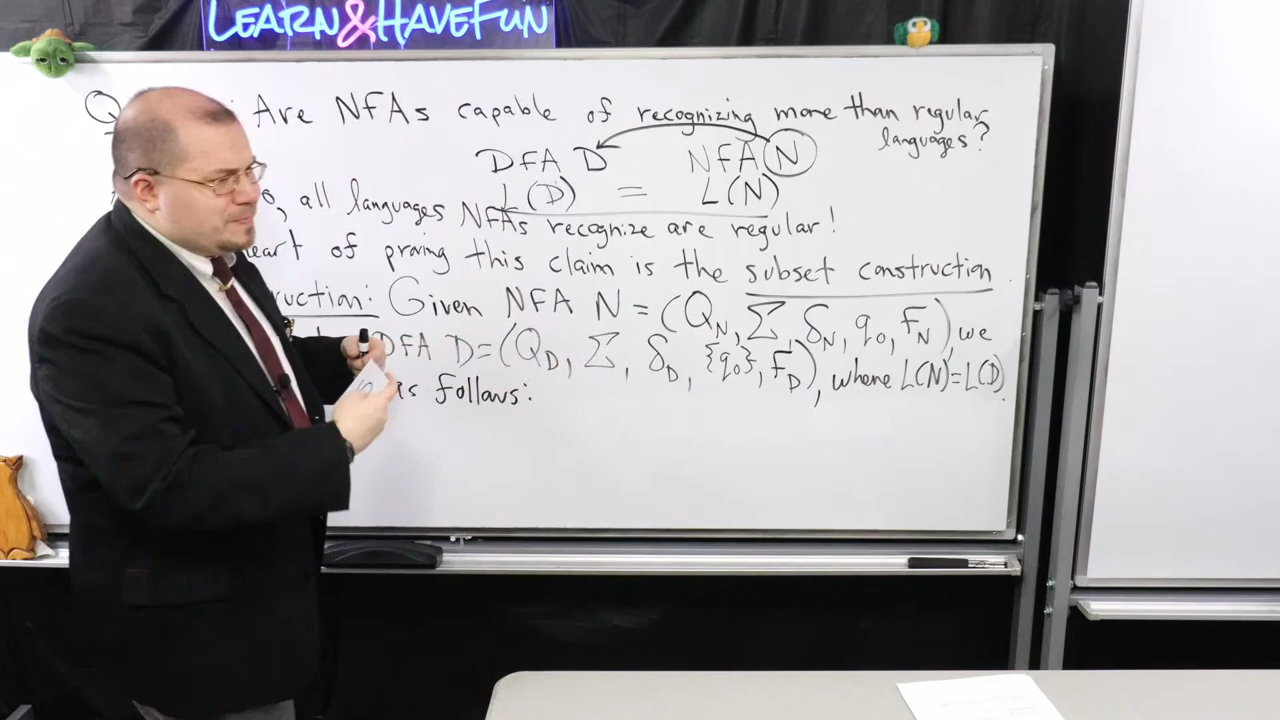 LEARN&HAVEFUN
Q Are NFAs capable of recognizing more than regular
languages?
DFA D NFA N
L(D) = L(N)
all languages NFAs recognize are regular!
of proving this claim is the subset construction
Given NFA N = (Q_N, Σ, δ_N, q_0, F_N) we
DFA D=(Q_D, Σ, δ_D, {q_0}, F_D), where L(N)=L(D).
as follows: